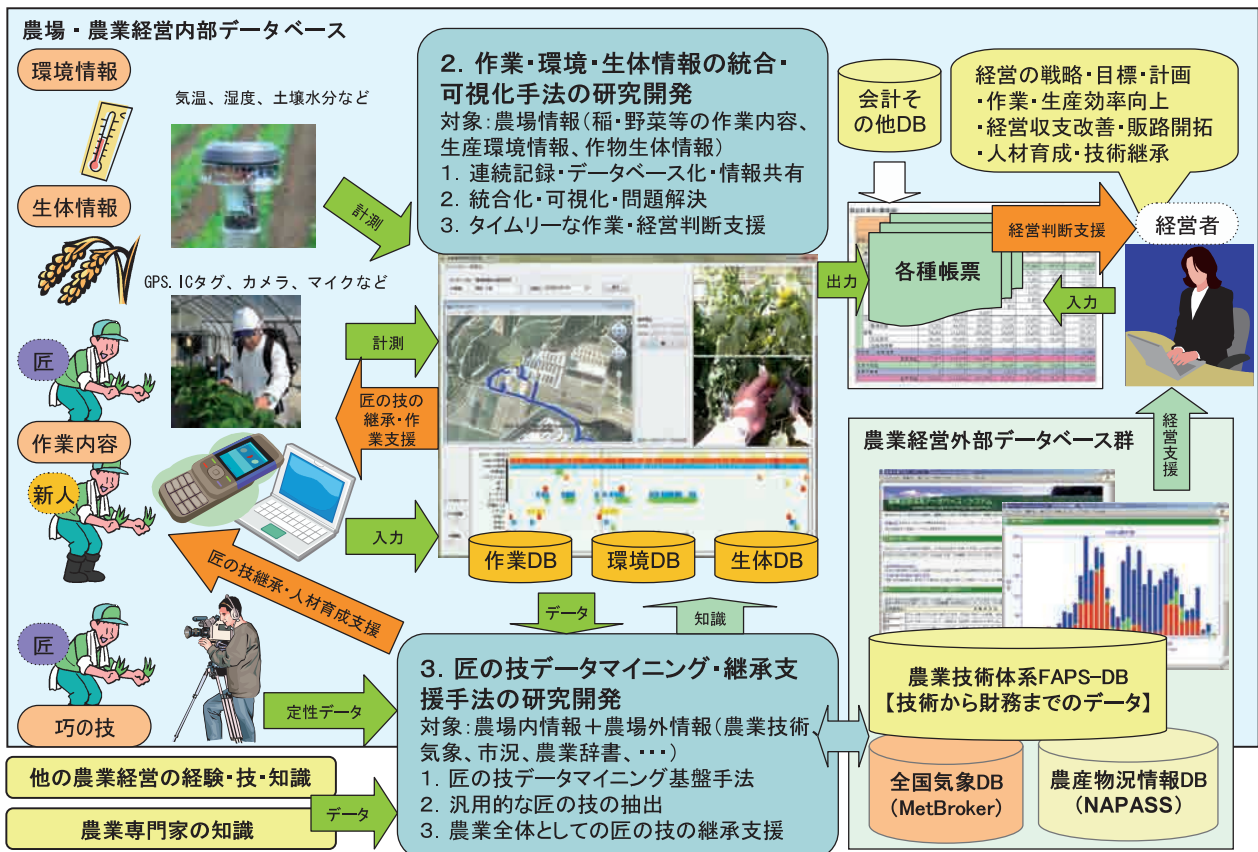 農場・農業経営内部データベース
環境情報
気温、湿度、土壌水分など
生体情報
計測
GPS. ICタグ、カメラ、マイクなど
匠
計測
匠の技の
継承・作
業支援
作業内容
新人
入力
匠の技継承・人材育成支援
匠
巧の技
定性データ
他の農業経営の経験・技・知識
農業専門家の知識
データ
2. 作業・環境・生体情報の統合・
可視化手法の研究開発
対象:農場情報(稲・野菜等の作業内容、
生産環境情報、作物生体情報)
1. 連続記録・データベース化・情報共有
2. 統合化・可視化・問題解決
3. タイムリーな作業・経営判断支援
作業DB
環境DB
生体DB
データ
知識
3. 匠の技データマイニング・継承支
援手法の研究開発
対象:農場内情報+農場外情報(農業技術、
気象、市況、農業辞書、・・・)
1. 匠の技データマイニング基盤手法
2. 汎用的な匠の技の抽出
3. 農業全体としての匠の技の継承支援
会計そ
の他DB
経営の戦略・目標・計画
・作業・生産効率向上
・経営収支改善・販路開拓
・人材育成・技術継承
出力
各種帳票
経営判断支援
入力
経営者
経営支援
農業経営外部データベース群
農業技術体系FAPS-DB
【技術から財務までのデータ】
全国気象DB
(MetBroker)
農産物況情報DB
(NAPASS)